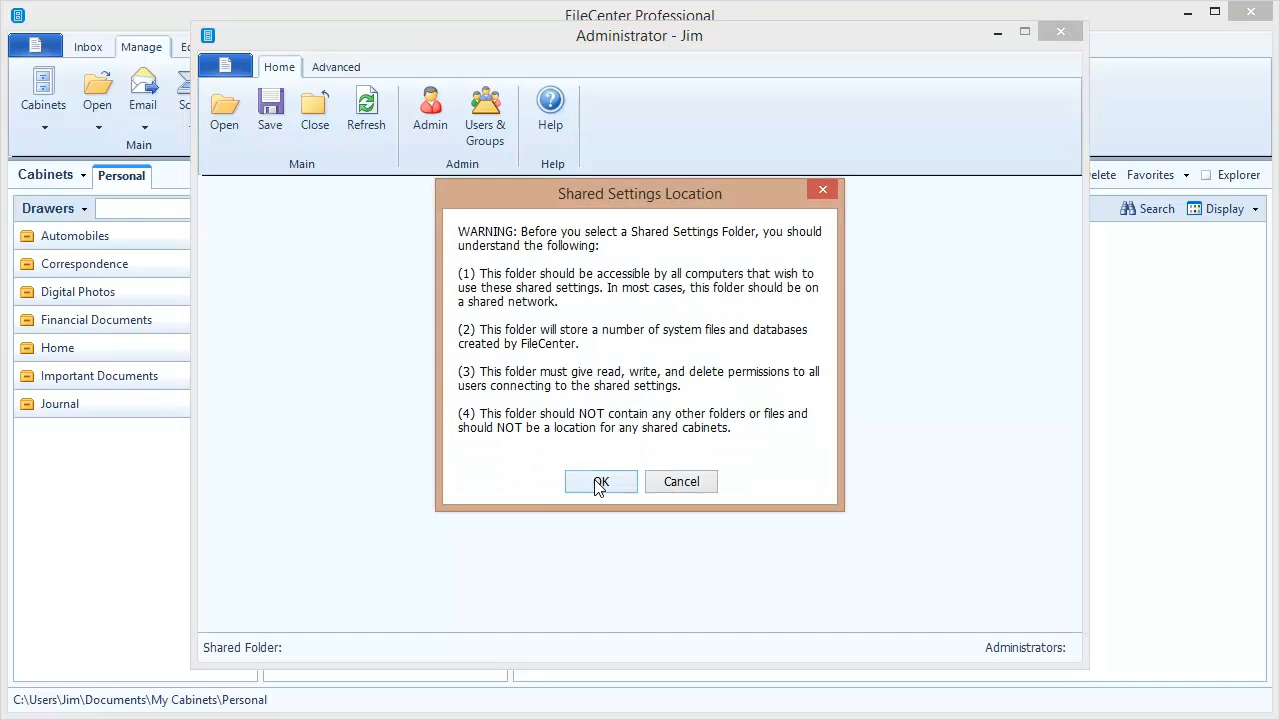 FileCenter Professional
Administrator - Jim
Inbox
Manage
Home
Advanced
Cabinets
Open
Email
Main
Open
Save
Close
Refresh
Admin
Users &
Groups
Help
Main
Admin
Help
Cabinets
Personal
Favorites
Explorer
Drawers
Search
Display
Automobiles
Correspondence
Digital Photos
Financial Documents
Home
Important Documents
Journal
Shared Settings Location
WARNING: Before you select a Shared Settings Folder, you should
understand the following:
(1) This folder should be accessible by all computers that wish to
use these shared settings. In most cases, this folder should be on
a shared network.
(2) This folder will store a number of system files and databases
created by FileCenter.
(3) This folder must give read, write, and delete permissions to all
users connecting to the shared settings.
(4) This folder should NOT contain any other folders or files and
should NOT be a location for any shared cabinets.
OK
Cancel
Shared Folder:
Administrators:
C:\Users\Jim\Documents\My Cabinets\Personal